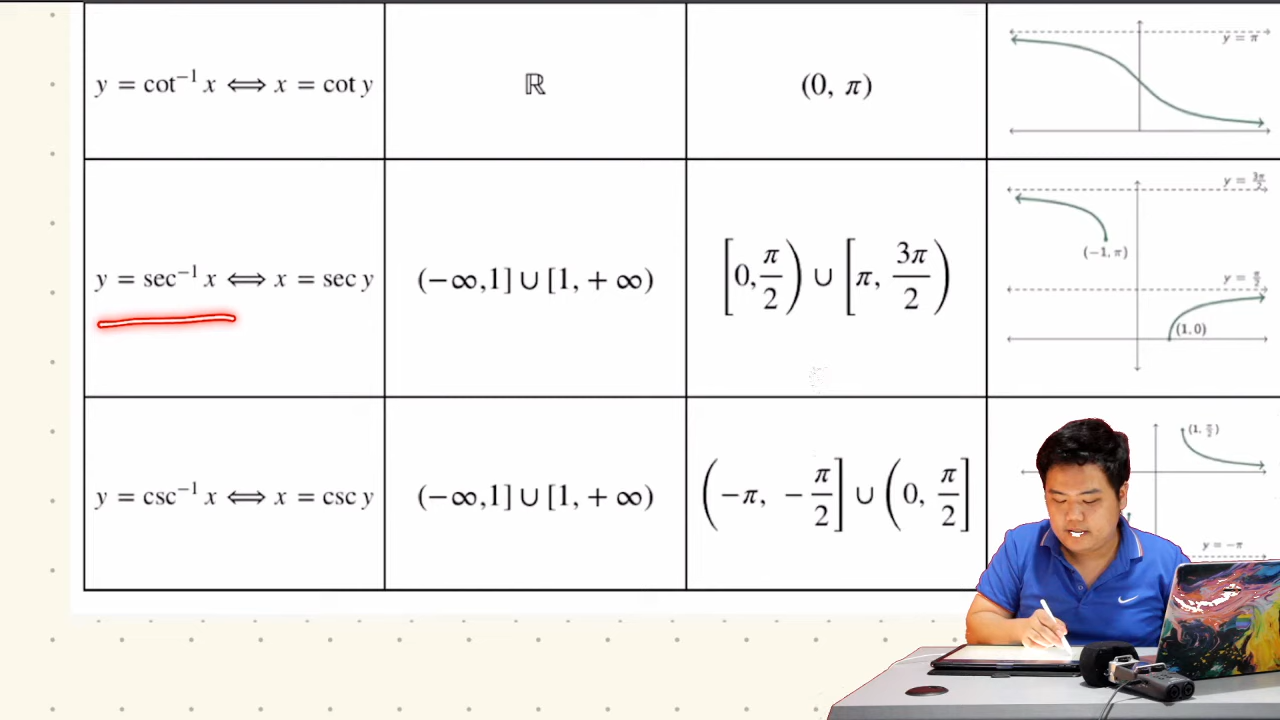 y = cot⁻¹ x ⟺ x = cot y
ℝ
(0, π)
y = π
y = sec⁻¹ x ⟺ x = sec y
(−∞,1] ∪ [1, + ∞)
[0, π/2) ∪ [π, 3π/2)
y = 3π/2
(−1, π)
y = π/2
(1, 0)
y = csc⁻¹ x ⟺ x = csc y
(−∞,1] ∪ [1, + ∞)
(−π, −π/2] ∪ (0, π/2]
(1, π/2)
y = −π